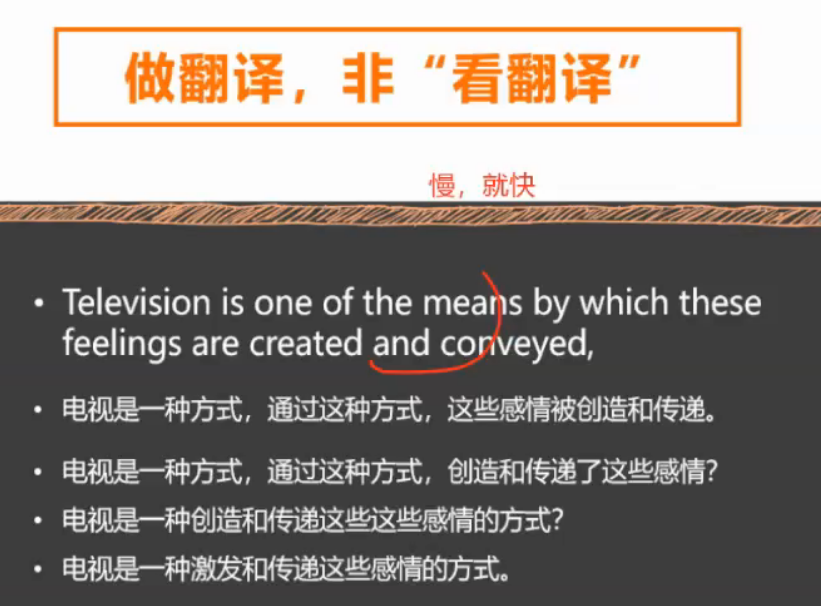 做翻译，非“看翻译”
慢，就快
• Television is one of the means by which these
feelings are created and conveyed,
• 电视是一种方式，通过这种方式，这些感情被创造和传递。
• 电视是一种方式，通过这种方式，创造和传递了这些感情？
• 电视是一种创造和传递这些这些感情的方式？
• 电视是一种激发和传递这些感情的方式。